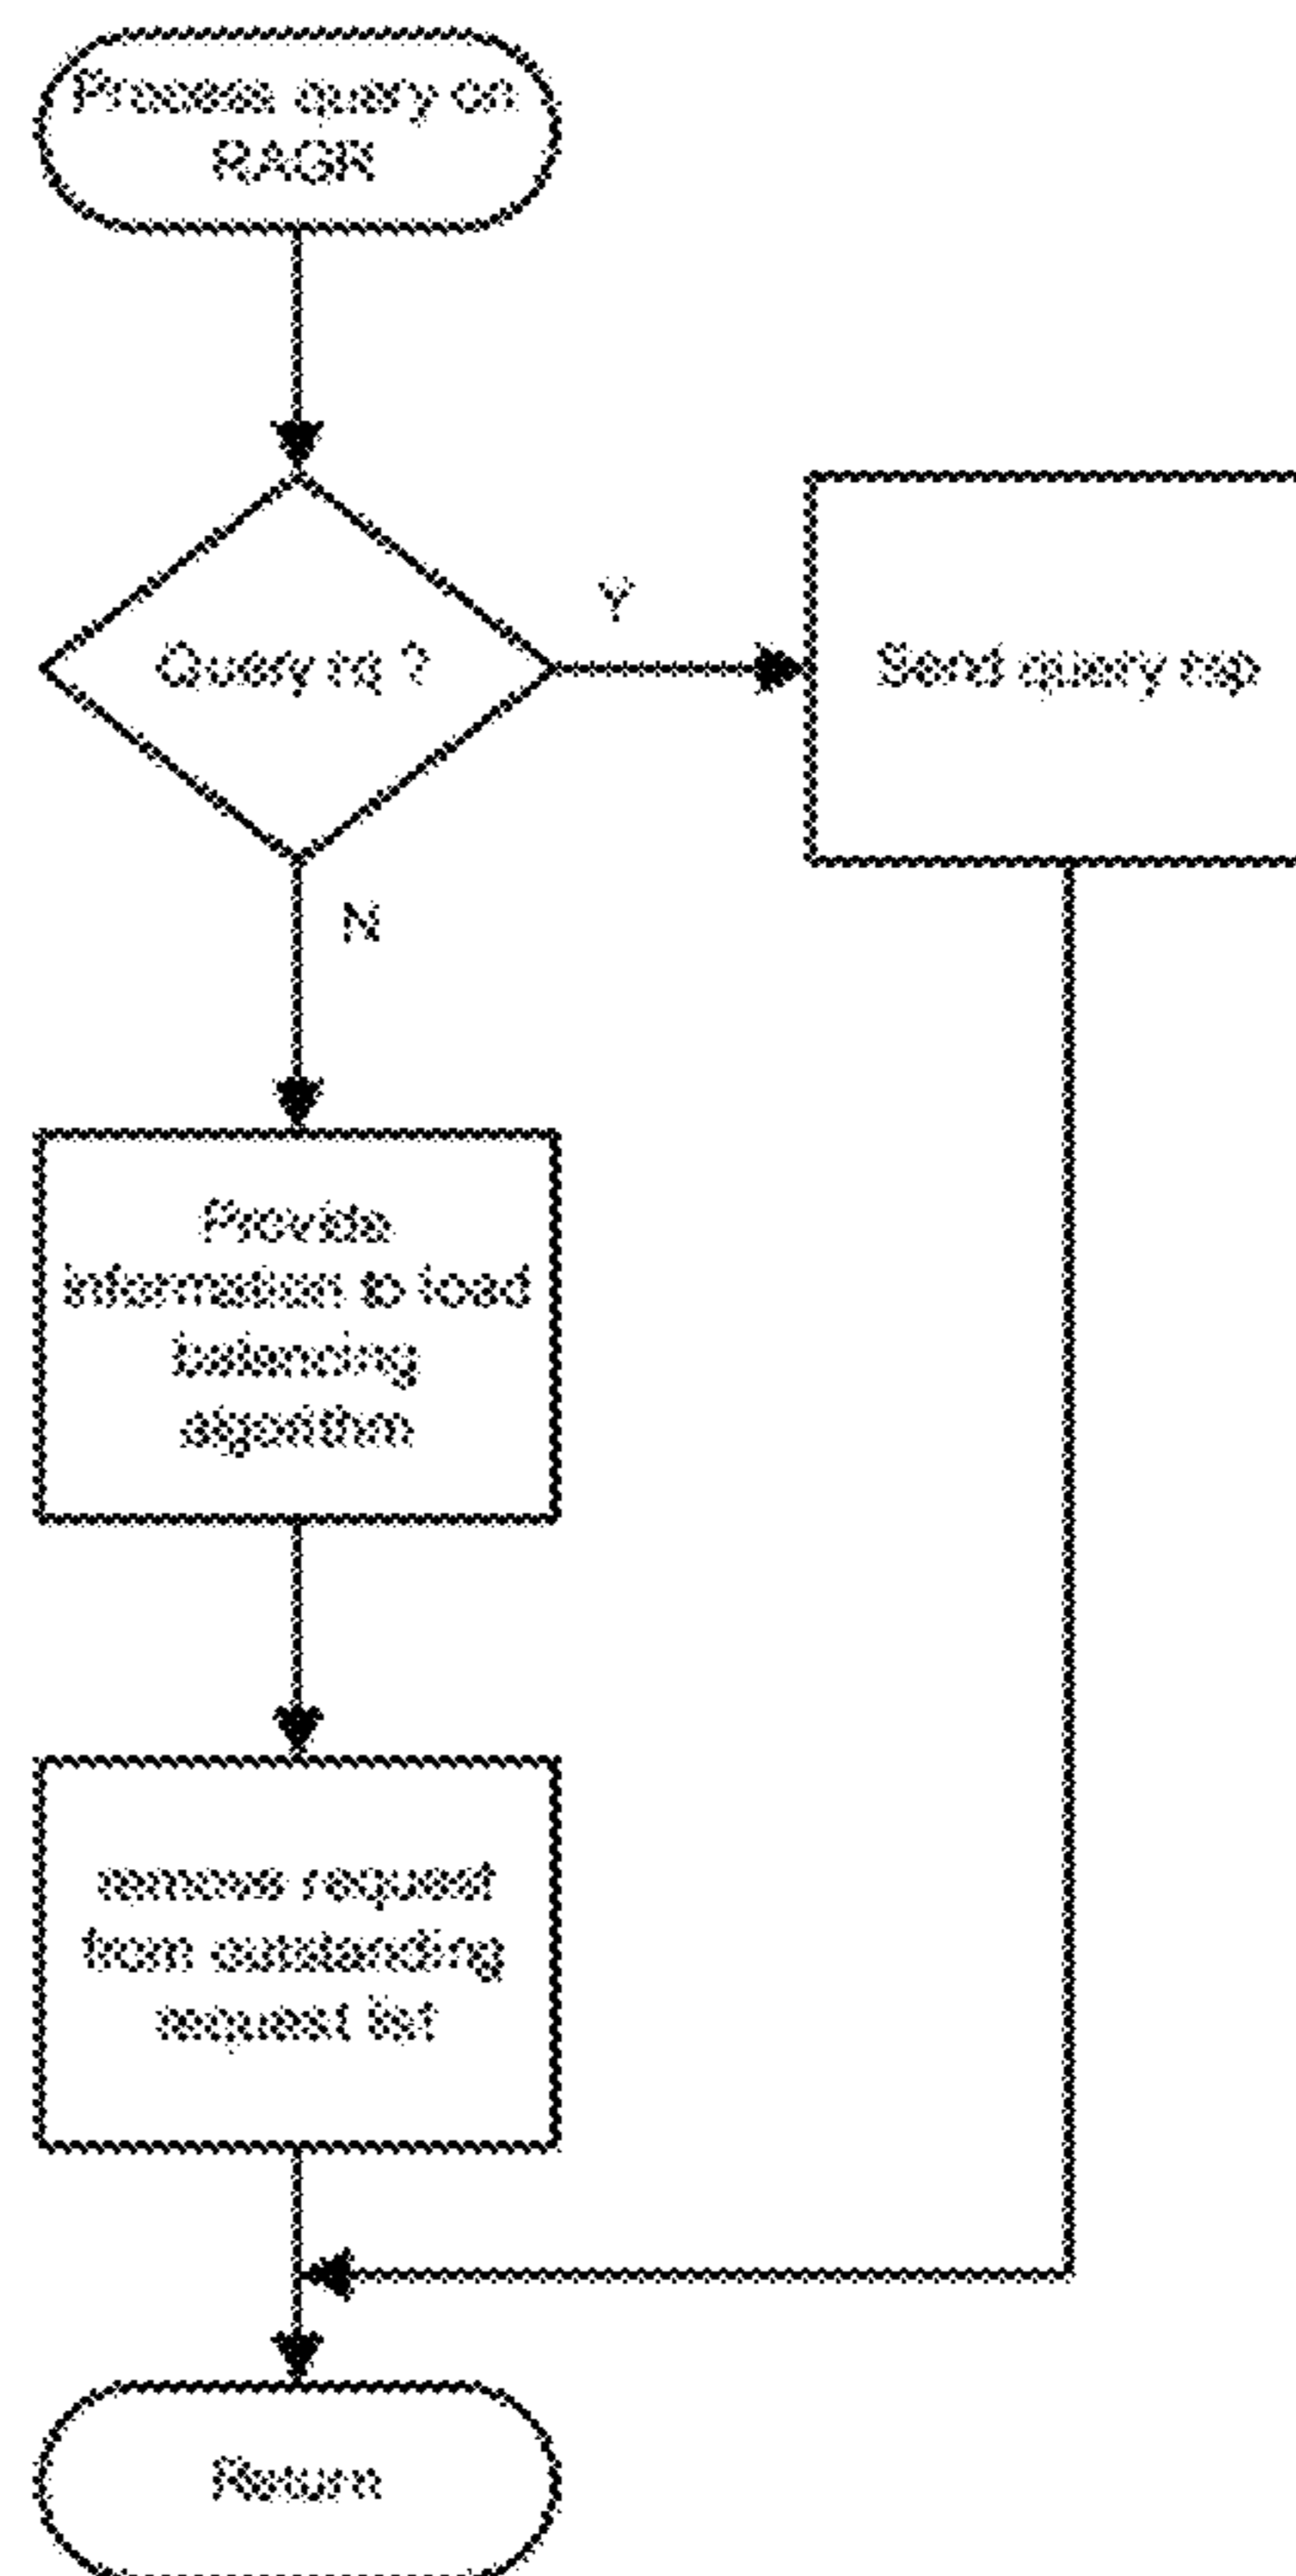 Process query on
RAGR
Query rq ?
Y
Send query rsp
N
Provide
information to load
balancing
algorithm
remove request
from outstanding
request list
Return